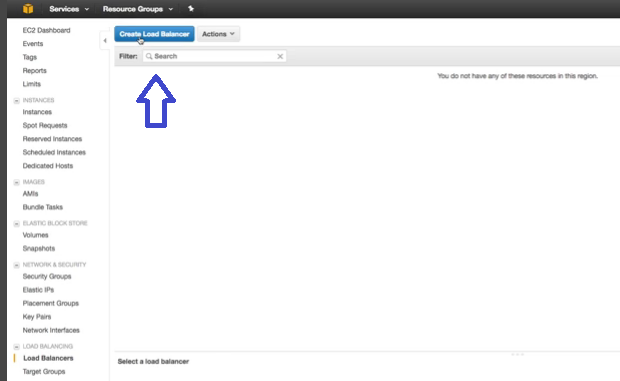 Services Resource Groups
EC2 Dashboard
Events
Tags
Reports
Limits
INSTANCES
Instances
Spot Requests
Reserved Instances
Scheduled Instances
Dedicated Hosts
IMAGES
AMIs
Bundle Tasks
ELASTIC BLOCK STORE
Volumes
Snapshots
NETWORK & SECURITY
Security Groups
Elastic IPs
Placement Groups
Key Pairs
Network Interfaces
LOAD BALANCING
Load Balancers
Target Groups
Create Load Balancer Actions
Filter: Search
You do not have any of these resources in this region.
Select a load balancer